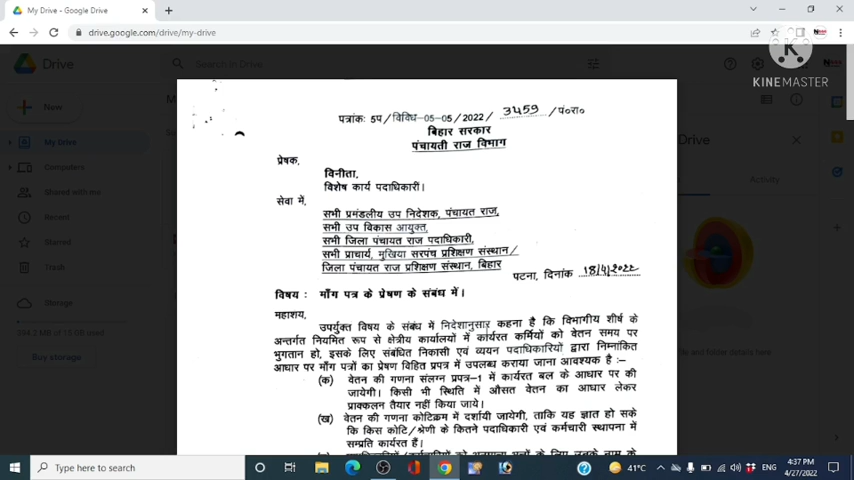 My Drive - Google Drive
drive.google.com/drive/my-drive
Drive
Search in Drive
KINEMASTER
New
My Drive
Computers
Shared with me
Recent
Starred
Trash
Storage
Buy storage
Activity
पत्रांकः 5प/विविध-05-05/2022/ 3459 /पं०रा०
बिहार सरकार
पंचायती राज विभाग
प्रेषक,
विनीता,
विशेष कार्य पदाधिकारी।
सेवा में,
सभी प्रमंडलीय उप निदेशक, पंचायत राज,
सभी उप विकास आयुक्त,
सभी जिला पंचायत राज पदाधिकारी,
सभी प्राचार्य, मुखिया सरपंच प्रशिक्षण संस्थान/
जिला पंचायत राज प्रशिक्षण संस्थान, बिहार
पटना, दिनांक 18/4/2022
विषय : माँग पत्र के प्रेषण के संबंध में।
महाशय,
उपर्युक्त विषय के संबंध में निदेशानुसार कहना है कि विभागीय शीर्ष के
अन्तर्गत नियमित रूप से क्षेत्रीय कार्यालयों में कार्यरत कर्मियों को वेतन समय पर
भुगतान हो, इसके लिए संबंधित निकासी एवं व्ययन पदाधिकारियों द्वारा निम्नांकित
आधार पर माँग पत्रों का प्रेषण विहित प्रपत्र में उपलब्ध कराया जाना आवश्यक है :–
(क) वेतन की गणना संलग्न प्रपत्र-1 में कार्यरत बल के आधार पर की
जायेगी। किसी भी स्थिति में औसत वेतन का आधार लेकर
प्राक्कलन तैयार नहीं किया जाये।
(ख) वेतन की गणना कोटिक्रम में दर्शायी जायेगी, ताकि यह ज्ञात हो सके
कि किस कोटि/श्रेणी के कितने पदाधिकारी एवं कर्मचारी स्थापना में
सम्प्रति कार्यरत हैं।
Type here to search
41°C
ENG
4:37 PM
4/27/2022